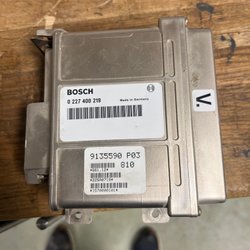 BOSCH
0 227 400 219
Made in Germany
V.
9135590 P03
810